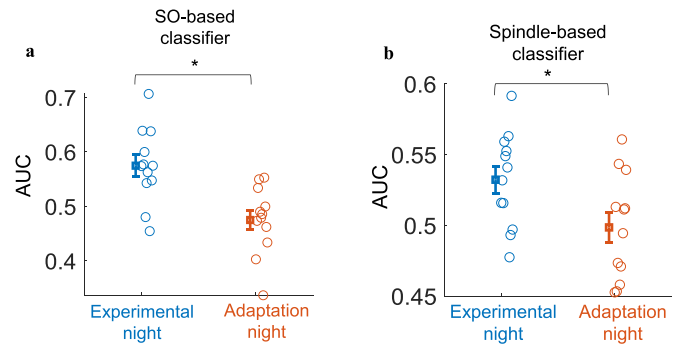 SO-based
classifier
a
*
0.7
0.6
0.5
0.4
AUC
Experimental
night
Adaptation
night
Spindle-based
classifier
b
*
0.6
0.55
0.5
0.45
AUC
Experimental
night
Adaptation
night